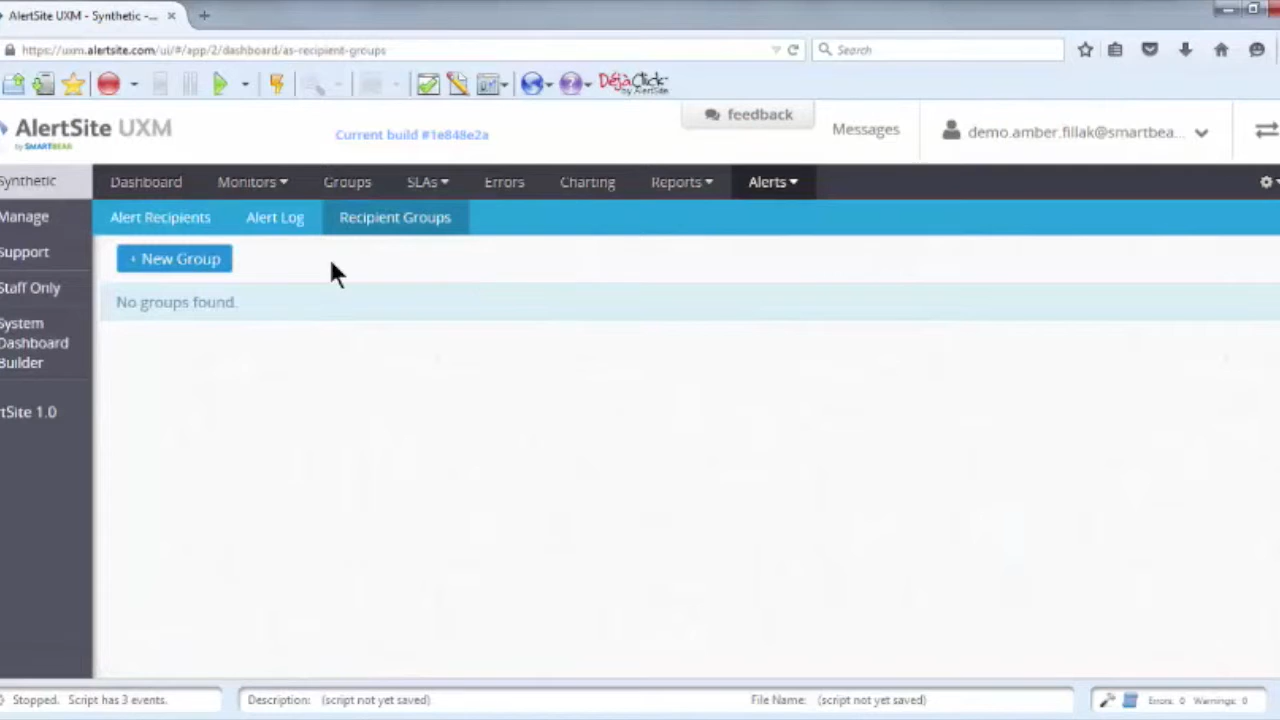 AlertSite UXM - Synthetic -...
https://uxm.alertsite.com/ui/#/app/2/dashboard/as-recipient-groups
Search
DéjàClick
by AlertSite
AlertSite UXM
by SMARTBEAR
Current build #1e848e2a
feedback
Messages
demo.amber.fillak@smartbea...
Synthetic
Dashboard Monitors Groups SLAs Errors Charting Reports Alerts
Manage
Alert Recipients Alert Log Recipient Groups
Support
+ New Group
Staff Only
No groups found.
System
Dashboard
Builder
rtSite 1.0
Stopped. Script has 3 events.
Description: (script not yet saved)
File Name: (script not yet saved)
Errors: 0 Warnings: 0